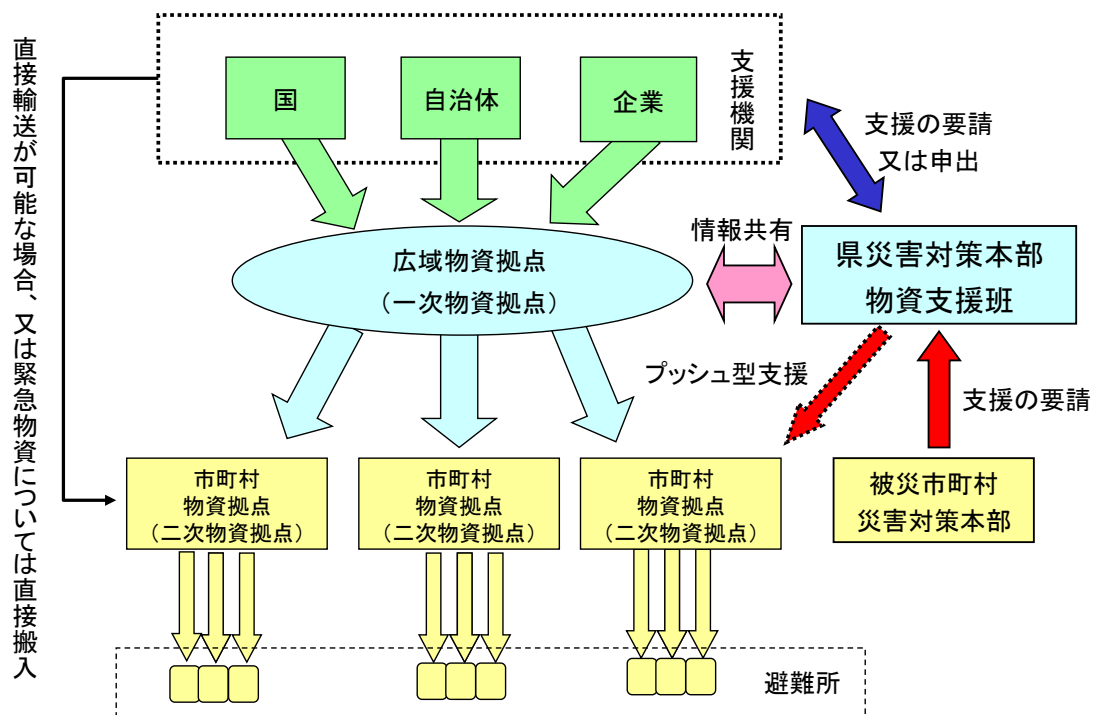 直接輸送が可能な場合、又は緊急物資については直接搬入
国
自治体
企業
支援機関
支援の要請
又は申出
広域物資拠点
（一次物資拠点）
情報共有
県災害対策本部
物資支援班
プッシュ型支援
支援の要請
市町村
物資拠点
（二次物資拠点）
市町村
物資拠点
（二次物資拠点）
市町村
物資拠点
（二次物資拠点）
被災市町村
災害対策本部
避難所